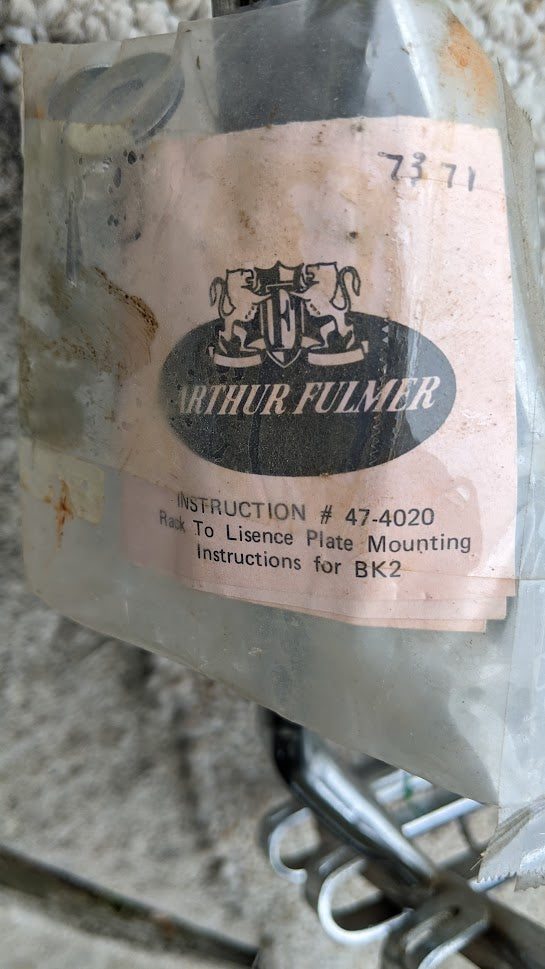 7371
F
ARTHUR FULMER
INSTRUCTION # 47-4020
Rack To Lisence Plate Mounting
Instructions for BK2